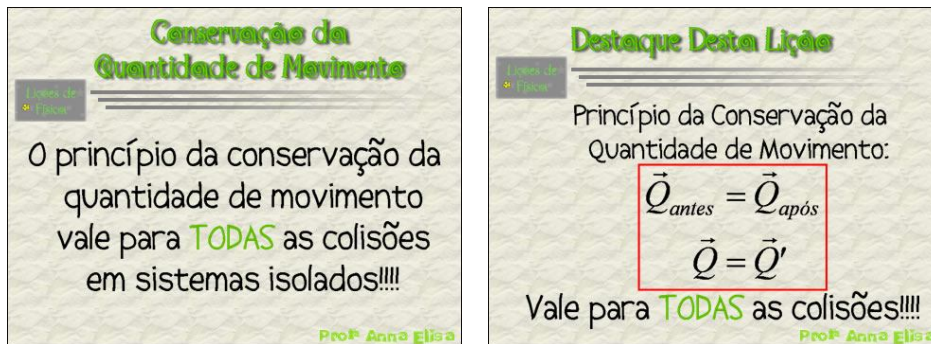 Conservação da
Quantidade de Movimento
Lições de
Física
O princípio da conservação da
quantidade de movimento
vale para TODAS as colisões
em sistemas isolados!!!!
Profª Anna Elisa
Destaque Desta Lição
Lições de
Física
Princípio da Conservação da
Quantidade de Movimento:
Q⃗antes = Q⃗após
Q⃗ = Q⃗'
Vale para TODAS as colisões!!!!
Profª Anna Elisa